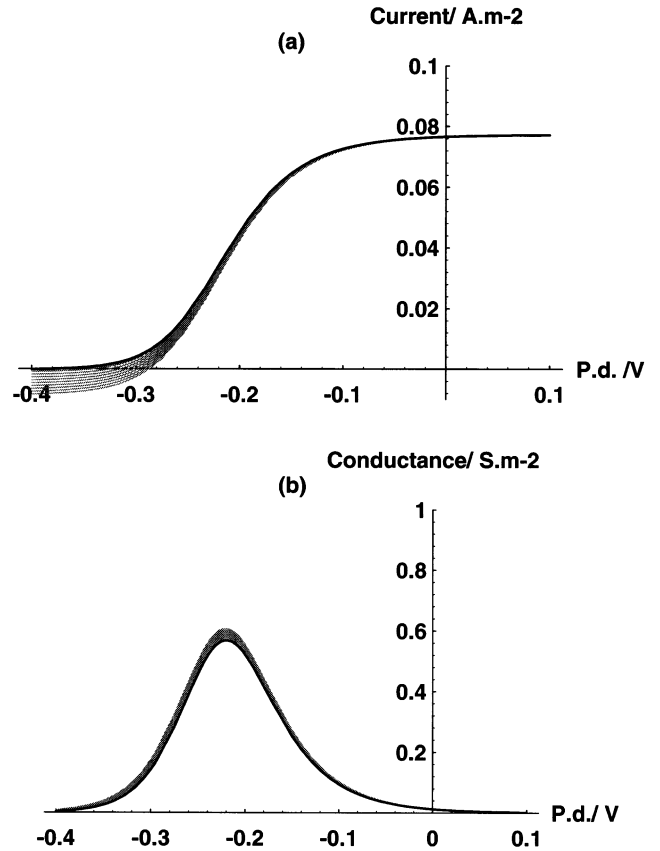 Current/ A.m-2
(a)
0.1
0.08
0.06
0.04
0.02
P.d. /V
-0.4 -0.3 -0.2 -0.1 0.1
Conductance/ S.m-2
(b)
1
0.8
0.6
0.4
0.2
P.d./ V
-0.4 -0.3 -0.2 -0.1 0 0.1